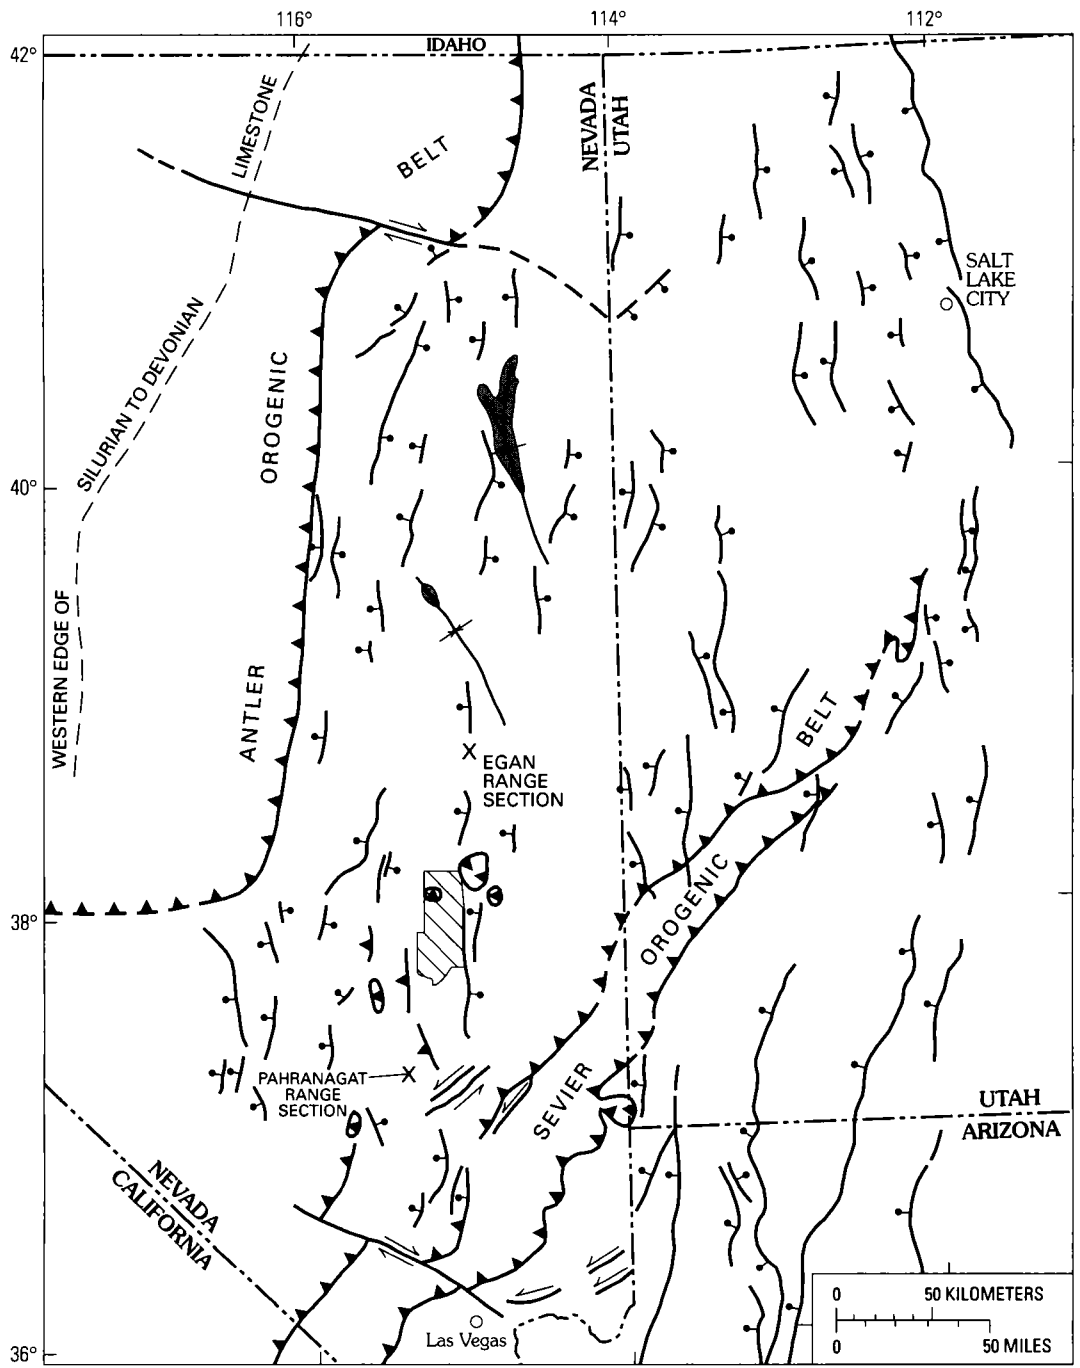 116°
114°
112°
42°
IDAHO
NEVADA
UTAH
LIMESTONE
BELT
SALT
LAKE
CITY
SILURIAN TO DEVONIAN
OROGENIC
40°
WESTERN EDGE OF
ANTLER
BELT
EGAN
RANGE
SECTION
OROGENIC
38°
PAHRANAGAT
RANGE
SECTION
SEVIER
UTAH
ARIZONA
NEVADA
CALIFORNIA
0 50 KILOMETERS
0 50 MILES
Las Vegas
36°